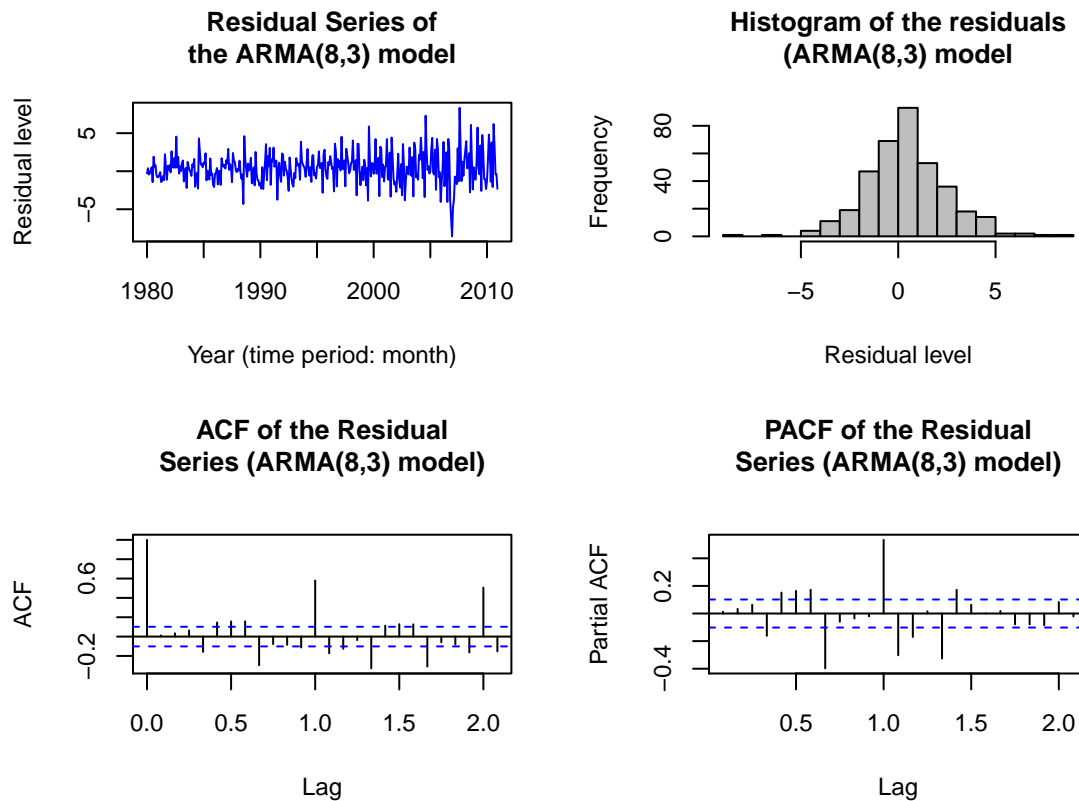 Residual Series of
the ARMA(8,3) model
Residual level
5
−5
1980 1990 2000 2010
Year (time period: month)
Histogram of the residuals
(ARMA(8,3) model
Frequency
80
40
0
−5 0 5
Residual level
ACF of the Residual
Series (ARMA(8,3) model)
ACF
0.6
−0.2
0.0 0.5 1.0 1.5 2.0
Lag
PACF of the Residual
Series (ARMA(8,3) model)
Partial ACF
0.2
−0.4
0.5 1.0 1.5 2.0
Lag